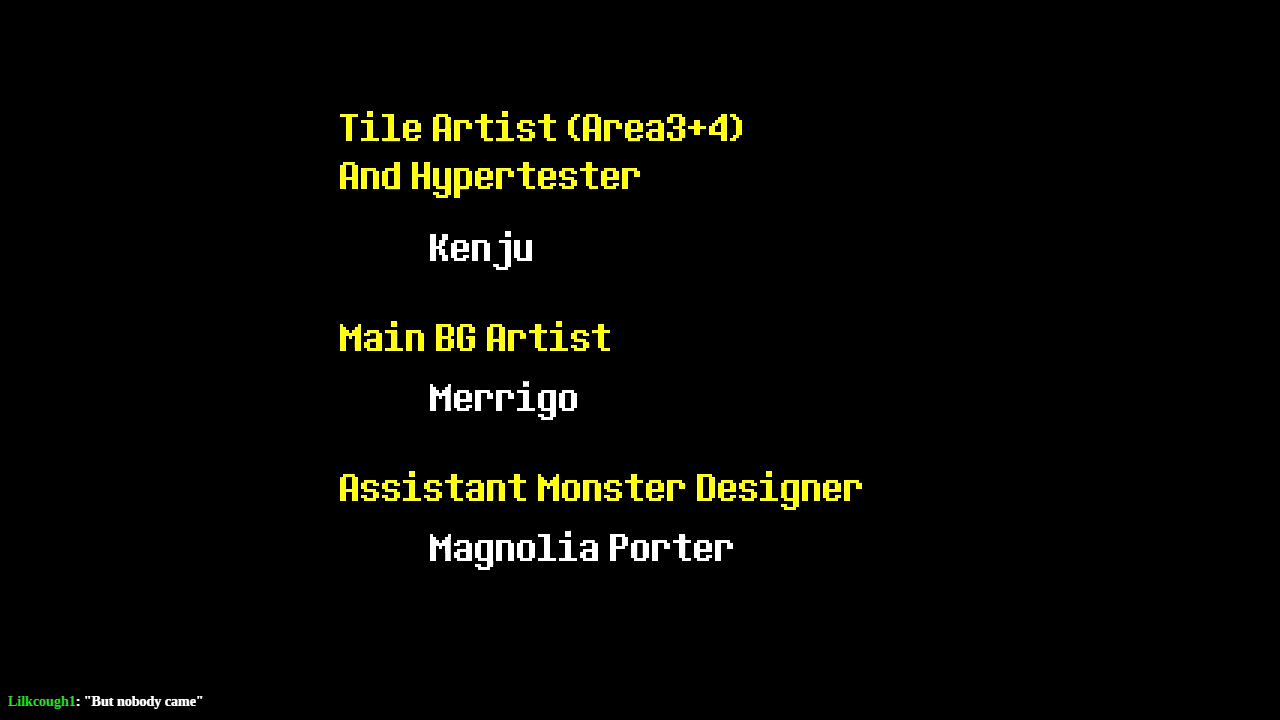 Tile Artist (Area3+4)
And Hypertester
Kenju
Main BG Artist
Merrigo
Assistant Monster Designer
Magnolia Porter
Lilkcough1: "But nobody came"